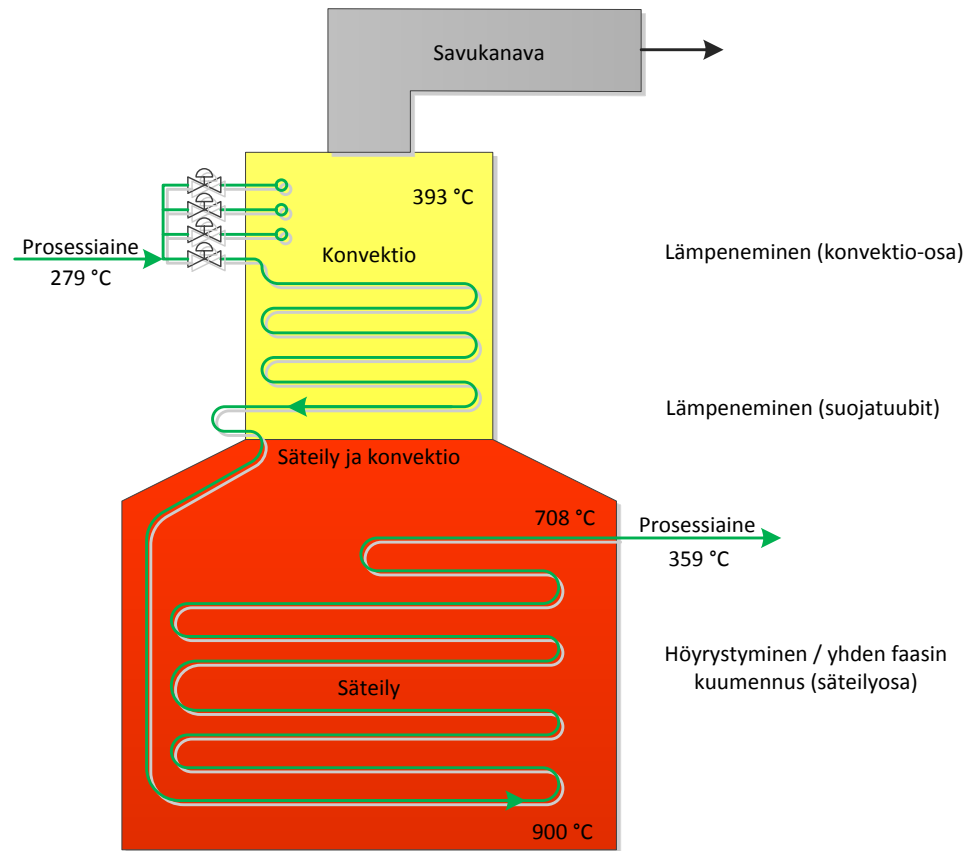 Savukanava
393 °C
Prosessiaine
279 °C
Konvektio
Lämpeneminen (konvektio-osa)
Lämpeneminen (suojatuubit)
Säteily ja konvektio
708 °C
Prosessiaine
359 °C
Höyrystyminen / yhden faasin
kuumennus (säteilyosa)
Säteily
900 °C